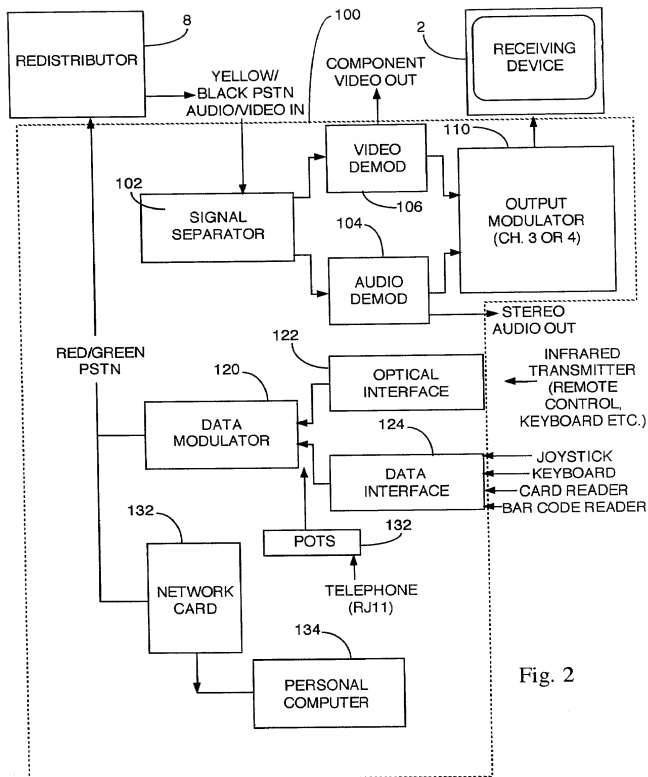 8
REDISTRIBUTOR
100
YELLOW/
BLACK PSTN
AUDIO/VIDEO IN
COMPONENT
VIDEO OUT
2
RECEIVING
DEVICE
110
VIDEO
DEMOD
106
102
SIGNAL
SEPARATOR
OUTPUT
MODULATOR
(CH. 3 OR 4)
104
AUDIO
DEMOD
STEREO
AUDIO OUT
RED/GREEN
PSTN
122
OPTICAL
INTERFACE
INFRARED
TRANSMITTER
(REMOTE
CONTROL,
KEYBOARD ETC.)
120
DATA
MODULATOR
124
DATA
INTERFACE
JOYSTICK
KEYBOARD
CARD READER
BAR CODE READER
132
POTS
132
TELEPHONE
(RJ11)
NETWORK
CARD
134
PERSONAL
COMPUTER
Fig. 2